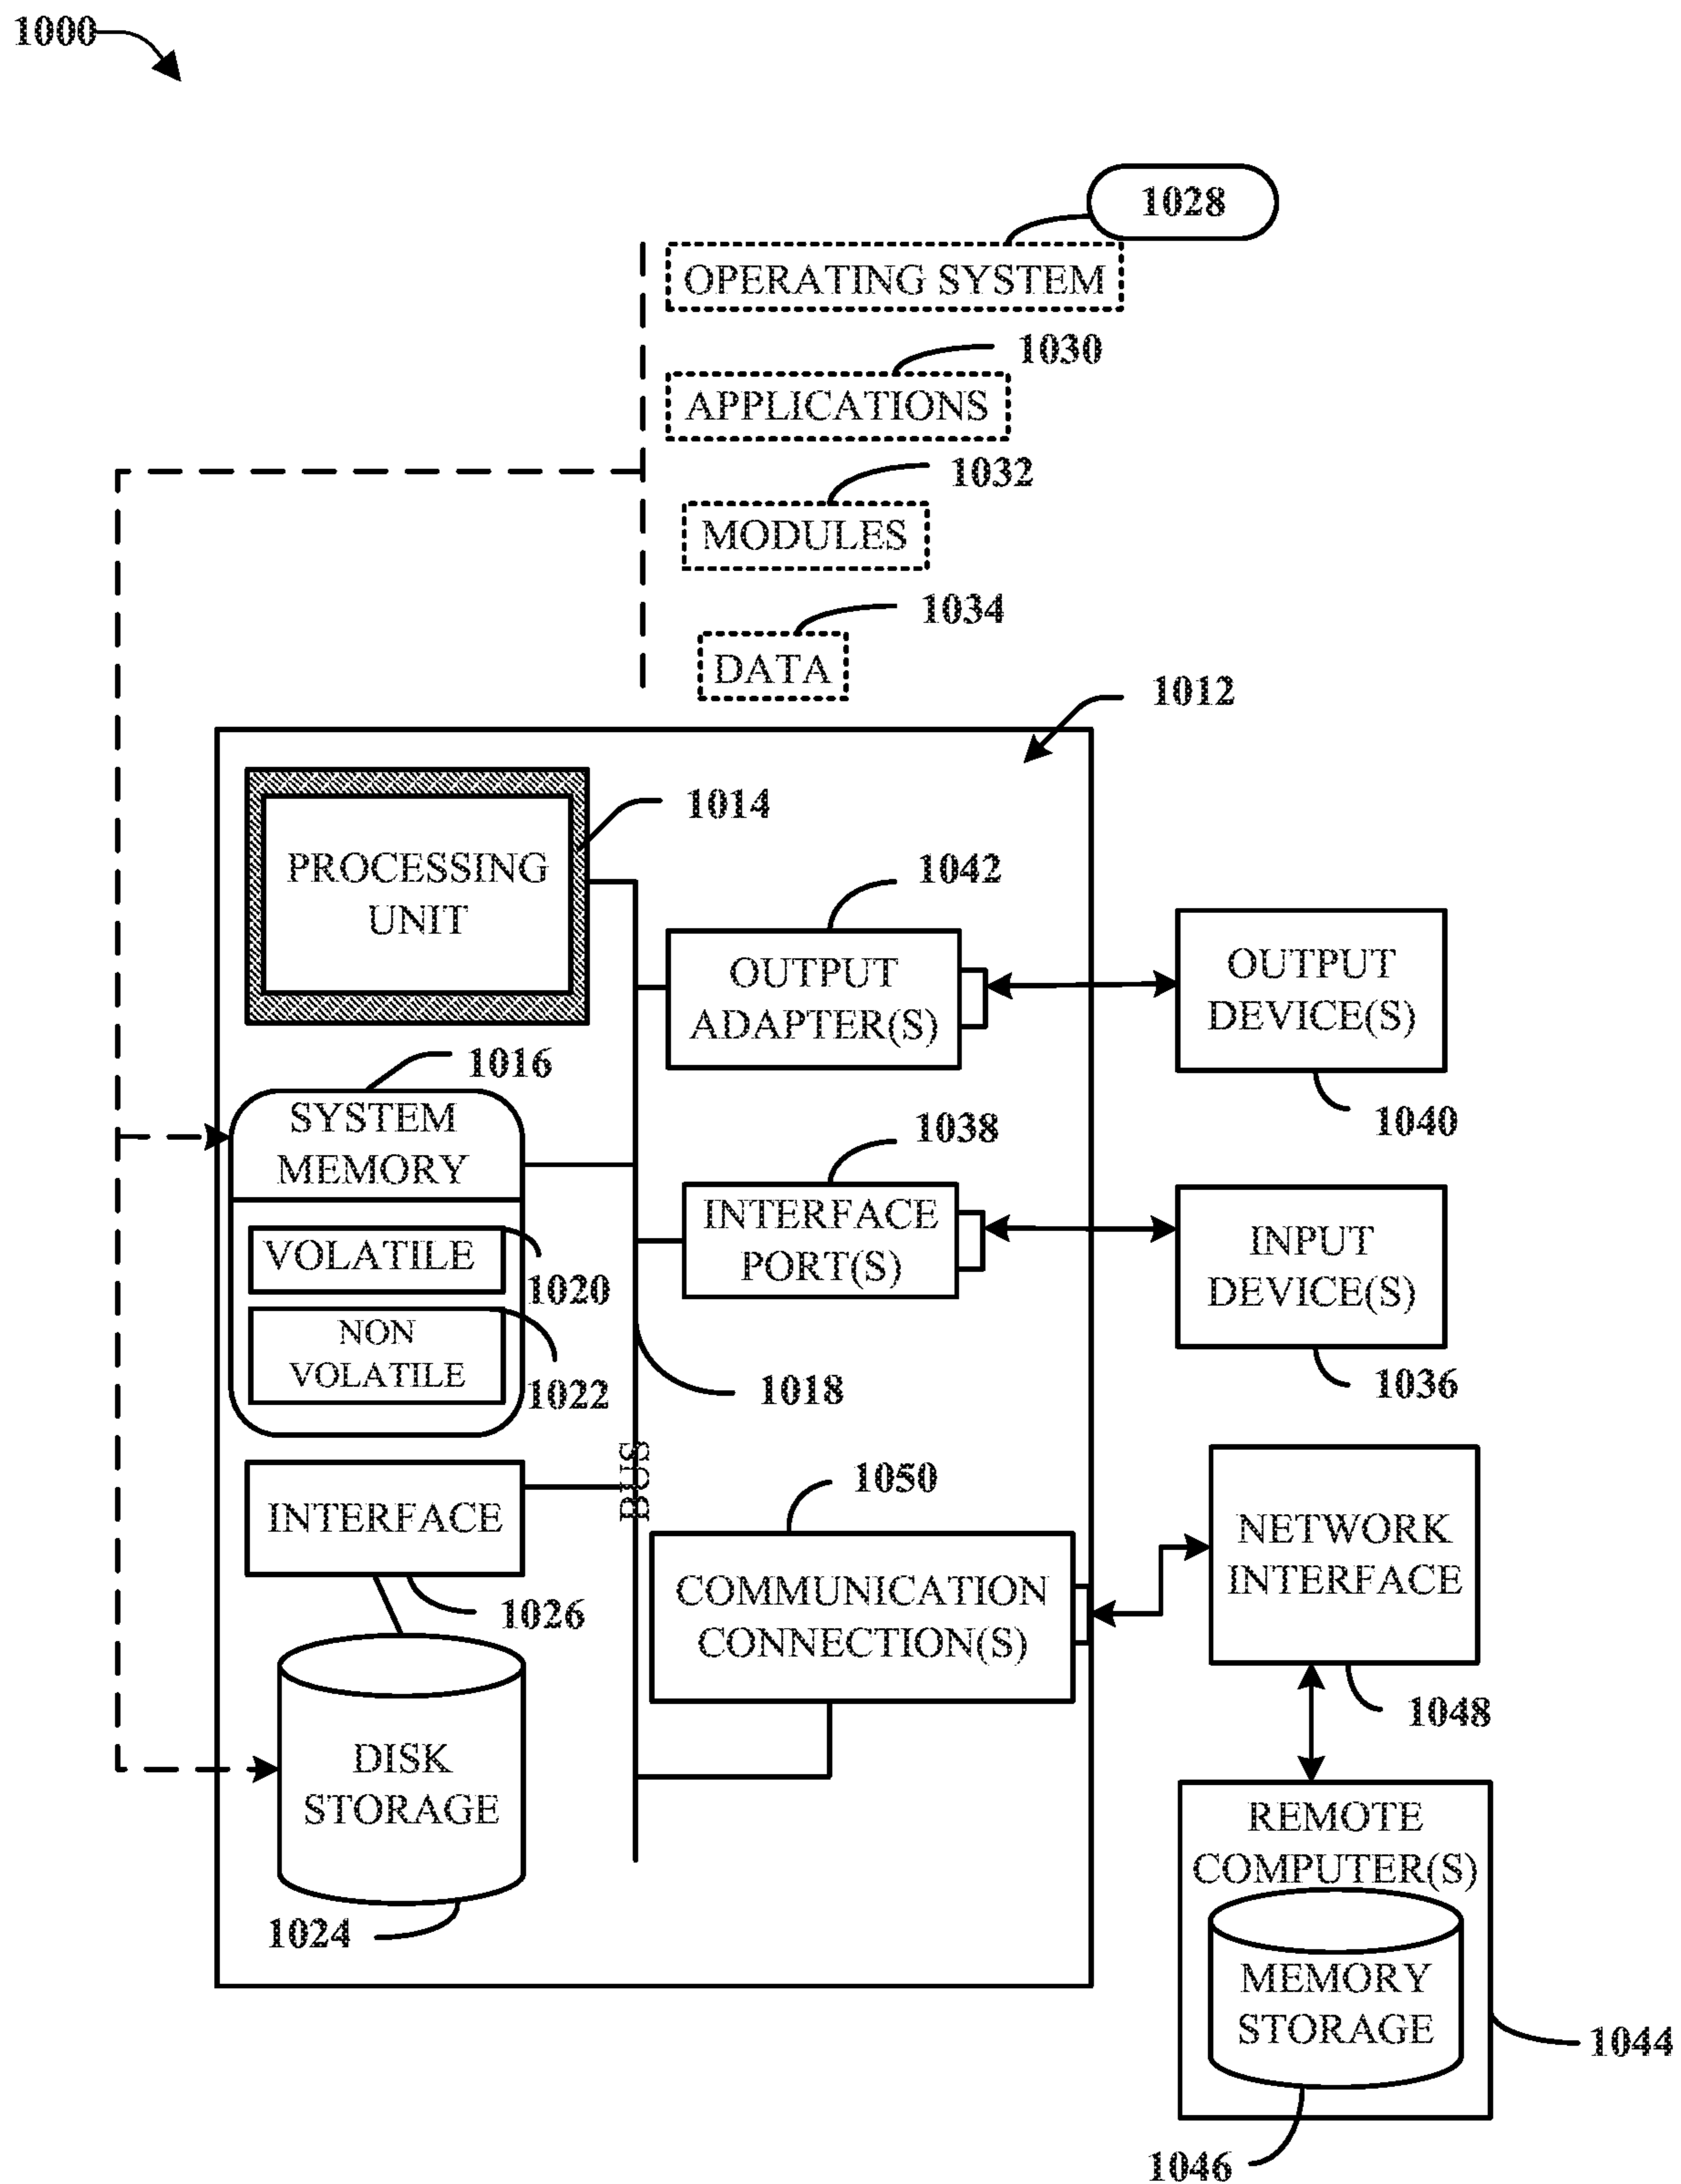 1000
1028
OPERATING SYSTEM
1030
APPLICATIONS
1032
MODULES
1034
DATA
1012
1014
PROCESSING
UNIT
1042
OUTPUT
ADAPTER(S)
OUTPUT
DEVICE(S)
1040
1016
SYSTEM
MEMORY
1038
INTERFACE
PORT(S)
INPUT
DEVICE(S)
1036
VOLATILE
1020
NON
VOLATILE
1022
1018
BUS
INTERFACE
1026
1050
COMMUNICATION
CONNECTION(S)
NETWORK
INTERFACE
1048
DISK
STORAGE
1024
REMOTE
COMPUTER(S)
MEMORY
STORAGE
1044
1046